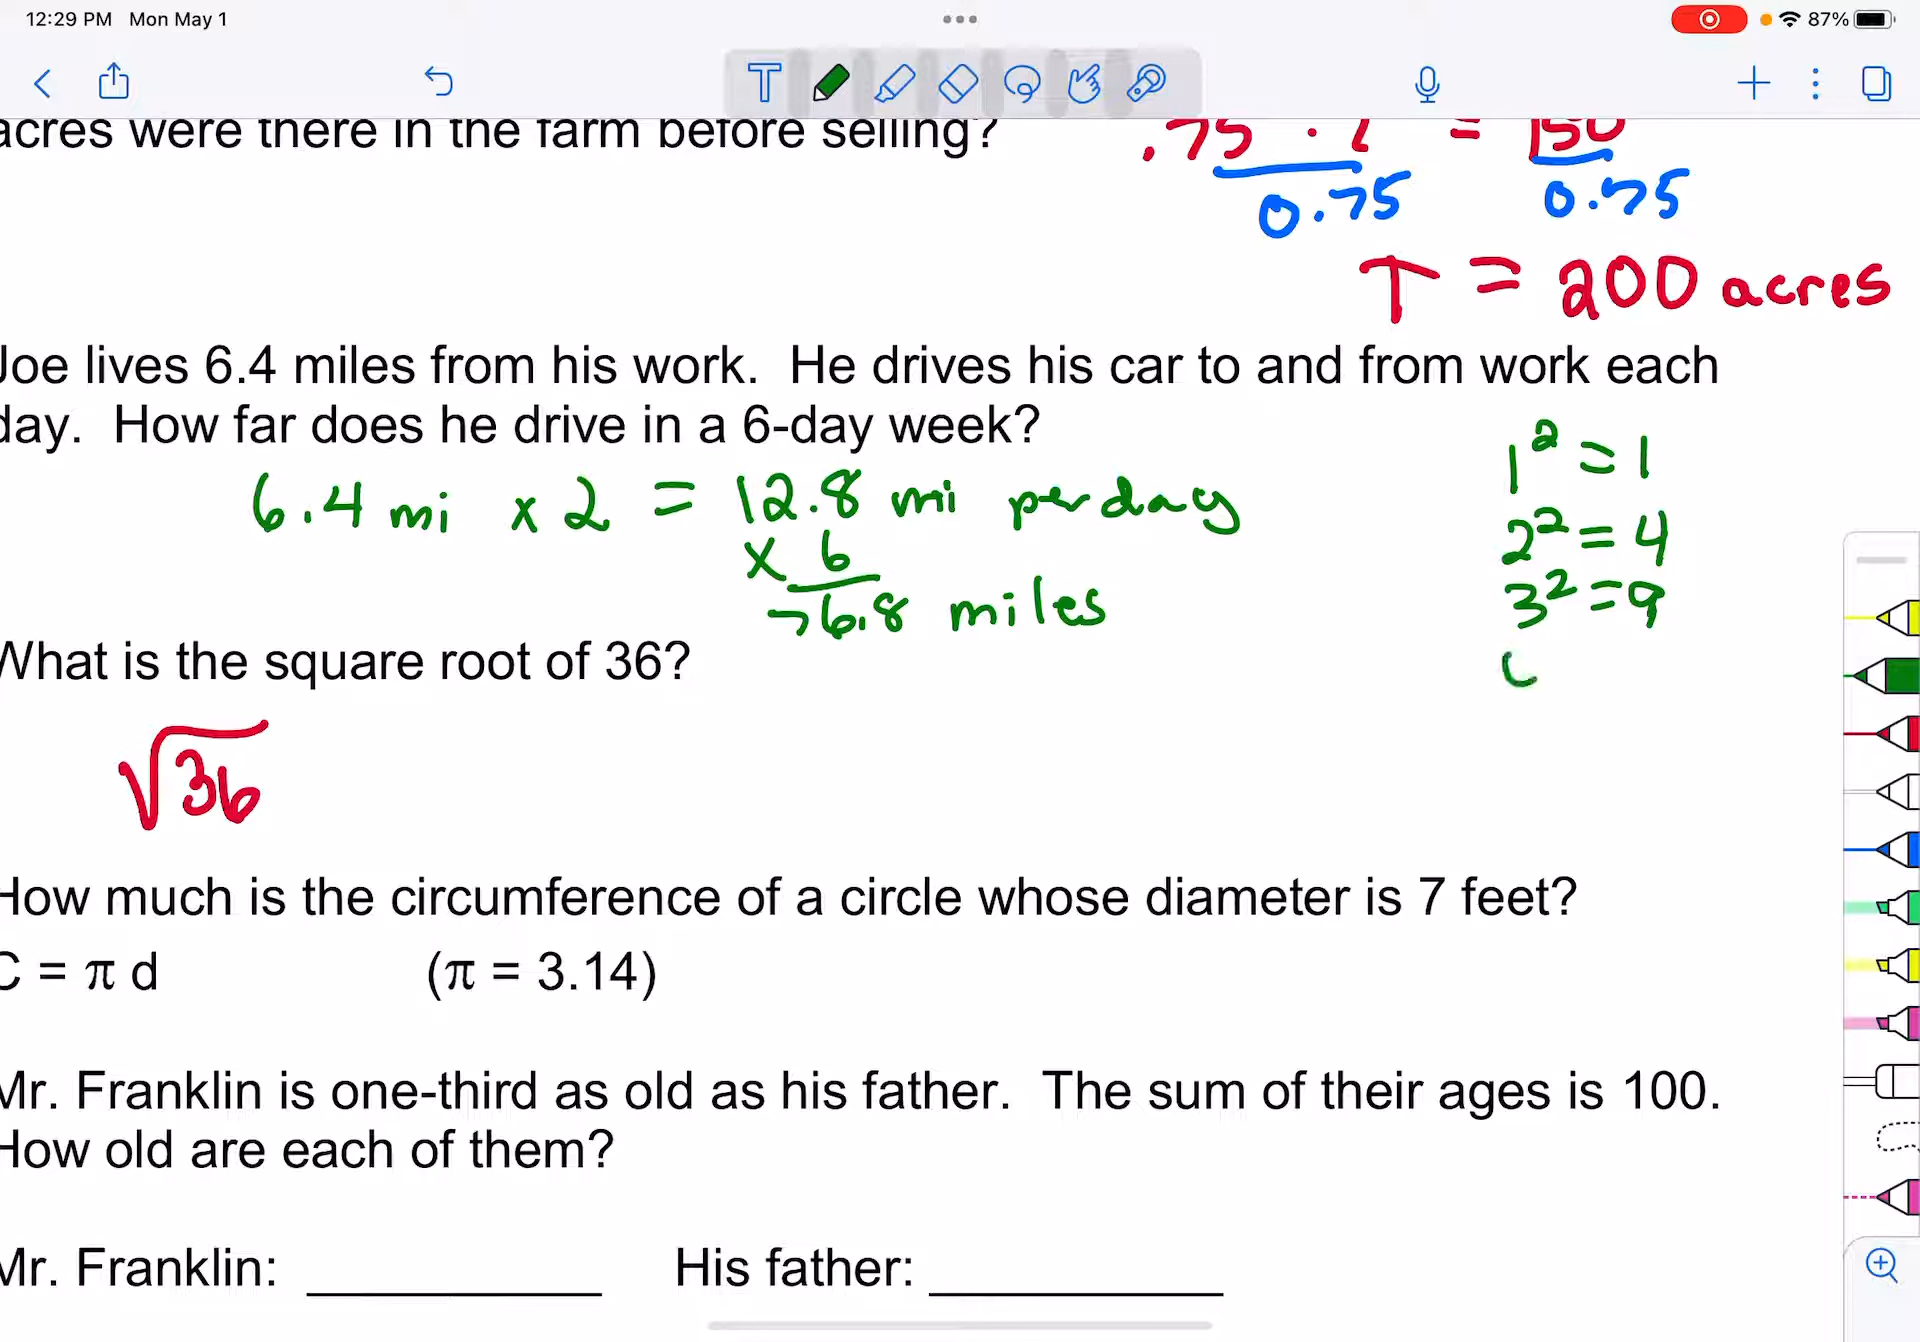 12:29 PM Mon May 1
87%
T
acres were there in the farm before selling?
.75 · T = 150
0.75 0.75
T = 200 acres
Joe lives 6.4 miles from his work. He drives his car to and from work each
day. How far does he drive in a 6-day week?
6.4 mi x 2 = 12.8 mi per day
x 6
76.8 miles
1² = 1
2² = 4
3² = 9
What is the square root of 36?
√36
How much is the circumference of a circle whose diameter is 7 feet?
C = π d (π = 3.14)
Mr. Franklin is one-third as old as his father. The sum of their ages is 100.
How old are each of them?
Mr. Franklin: His father: